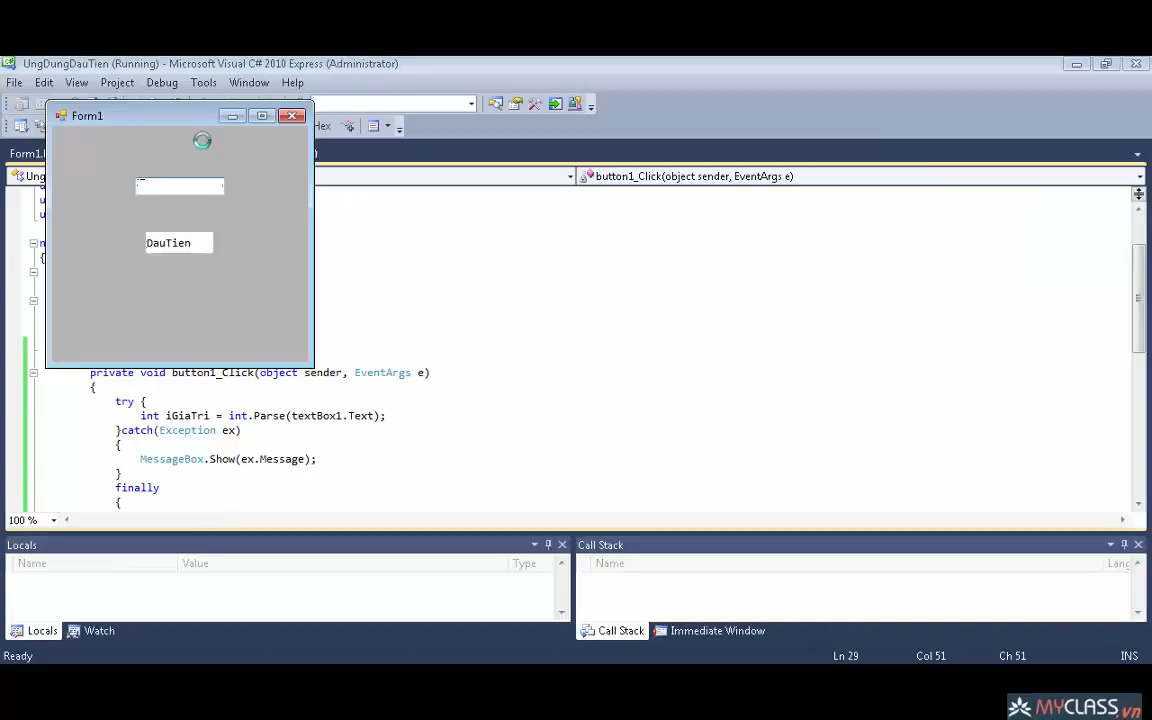 UngDungDauTien (Running) - Microsoft Visual C# 2010 Express (Administrator)
File Edit View Project Debug Tools Window Help
Form1
Hex
Form1.
Ung
button1_Click(object sender, EventArgs e)
u
u
DauTien
n
{
private void button1_Click(object sender, EventArgs e)
{
try {
int iGiaTri = int.Parse(textBox1.Text);
}catch(Exception ex)
{
MessageBox.Show(ex.Message);
}
finally
{
100 %
Locals
Name Value Type
Call Stack
Name Lang
Locals Watch
Call Stack Immediate Window
Ready Ln 29 Col 51 Ch 51 INS
MYCLASS.vn